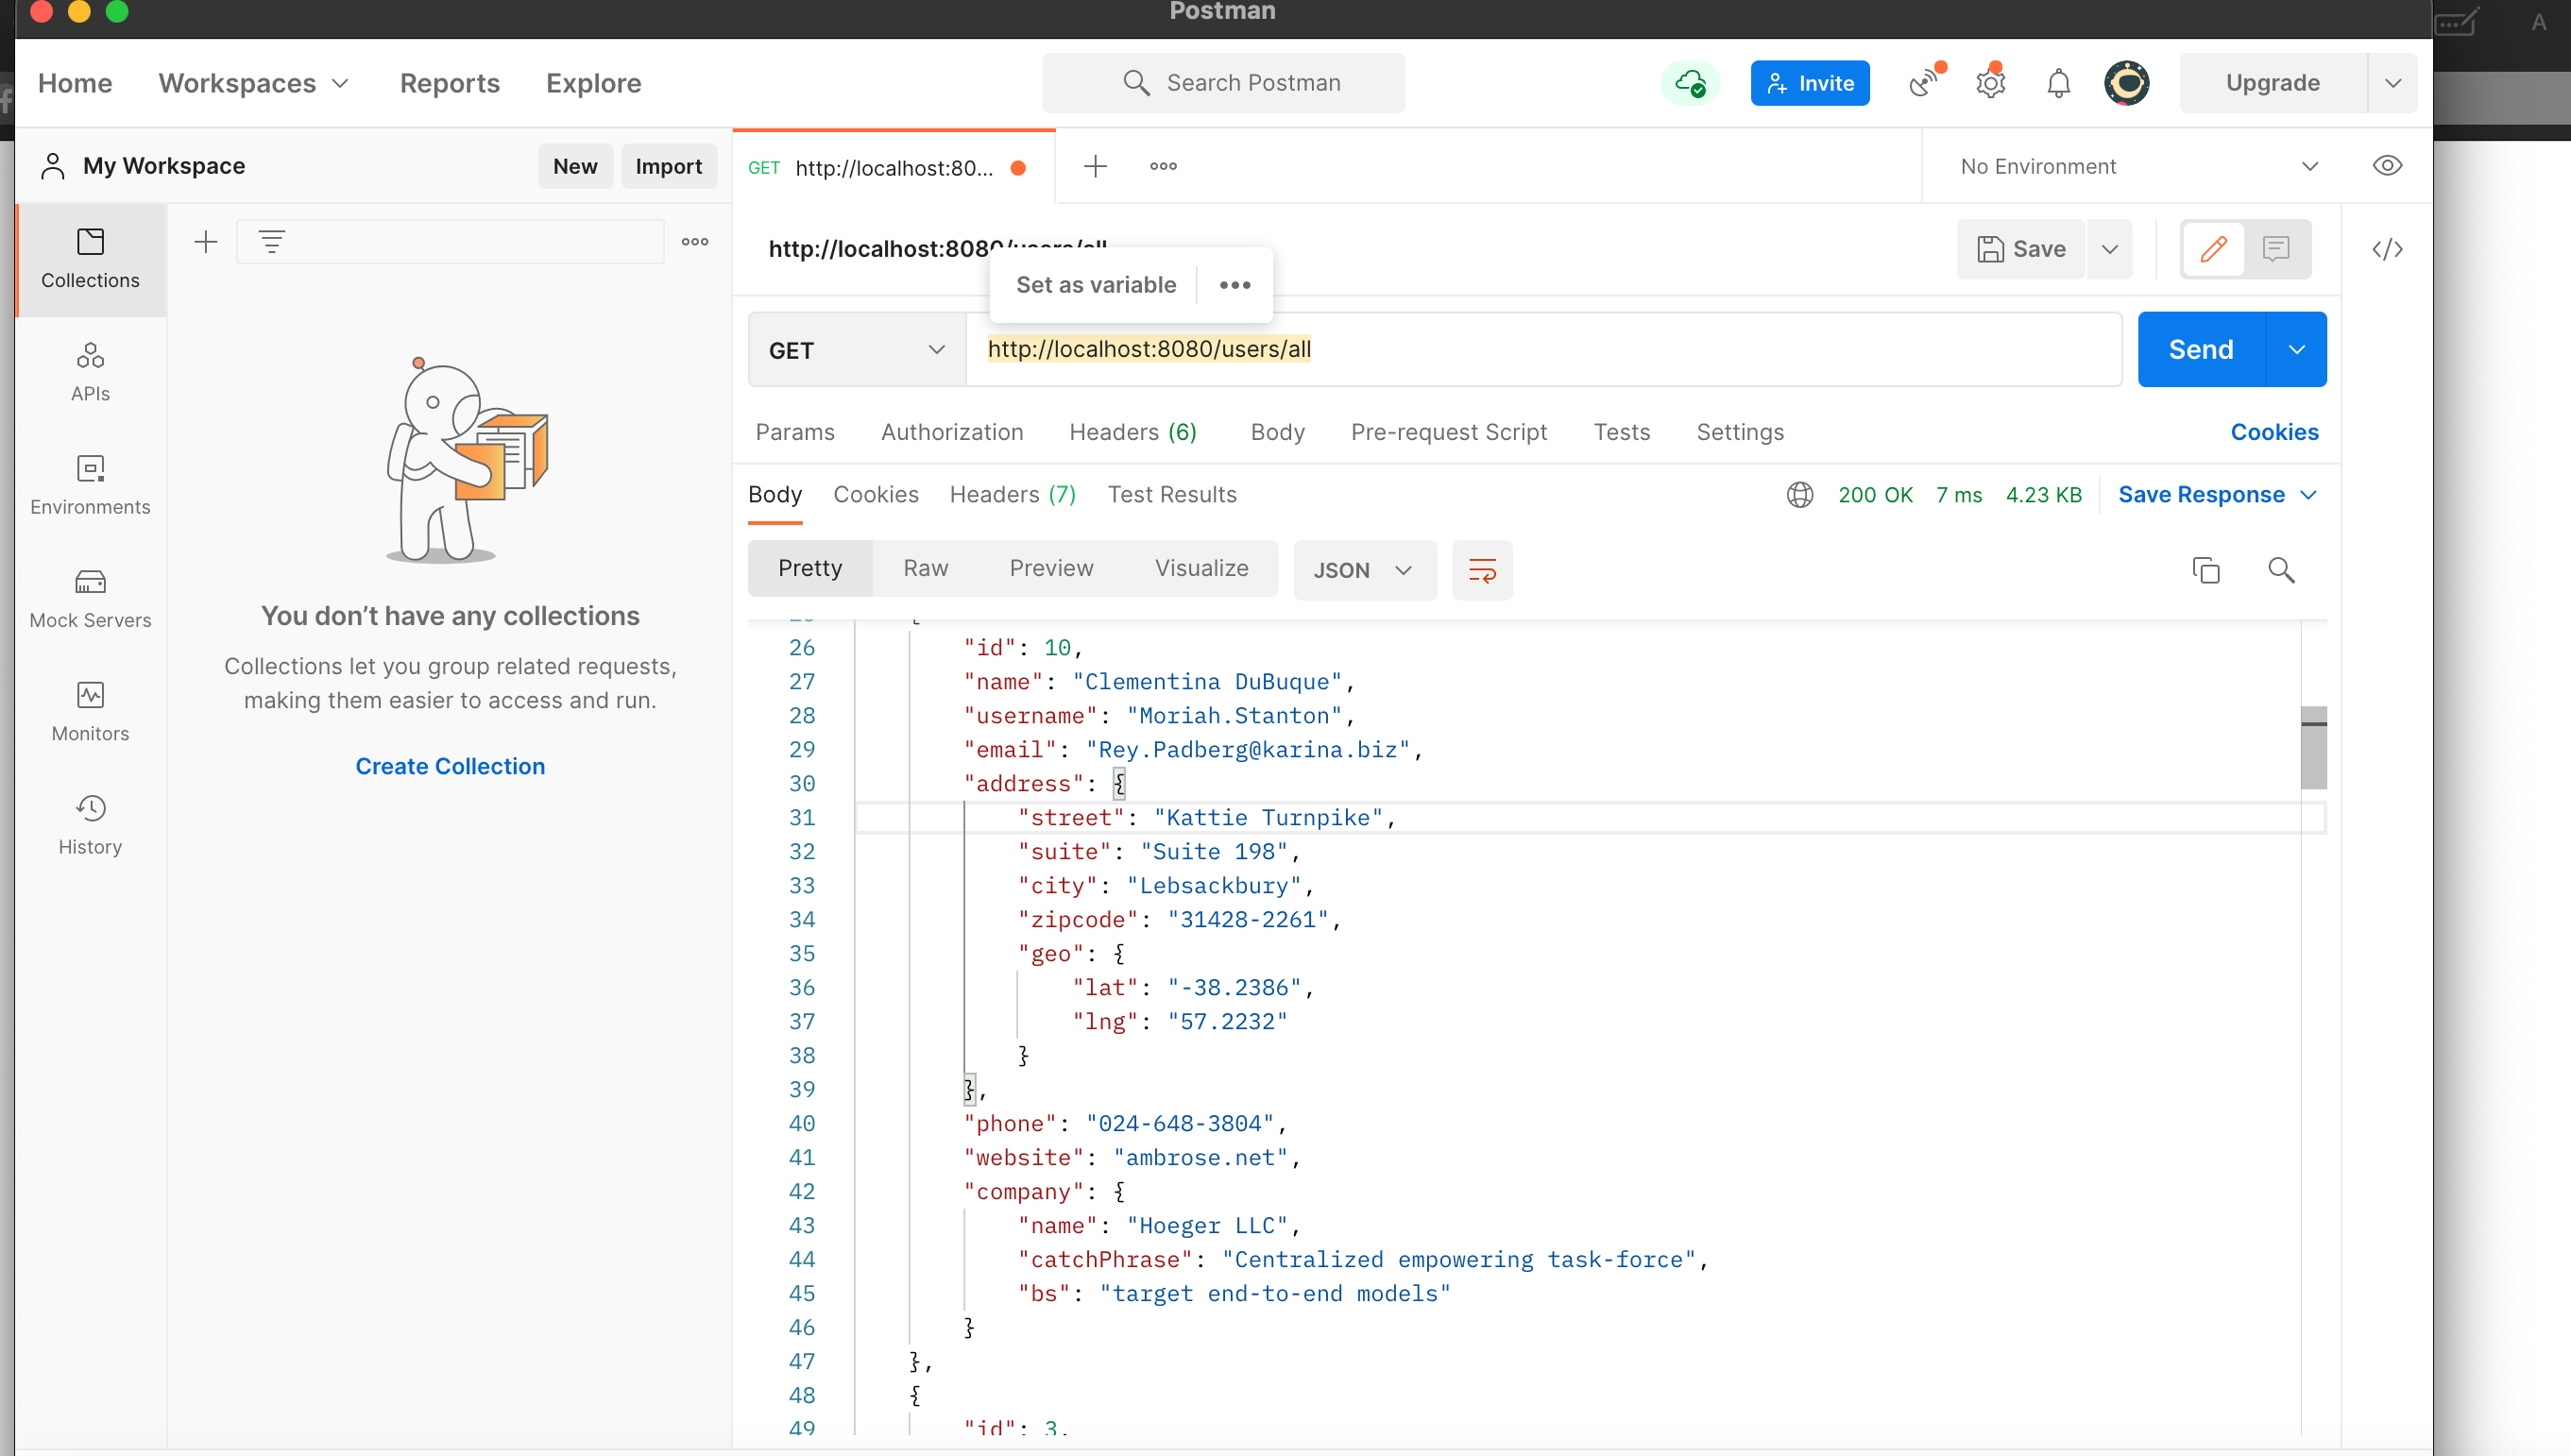 Postman
A
Home Workspaces Reports Explore Search Postman Invite Upgrade
My Workspace New Import GET http://localhost:80... No Environment
Collections
APIs
Environments
Mock Servers
Monitors
History
You don’t have any collections
Collections let you group related requests,
making them easier to access and run.
Create Collection
http://localhost:8080/users/all Save
Set as variable
GET http://localhost:8080/users/all Send
Params Authorization Headers (6) Body Pre-request Script Tests Settings Cookies
Body Cookies Headers (7) Test Results 200 OK 7 ms 4.23 KB Save Response
Pretty Raw Preview Visualize JSON
26 "id": 10,
27 "name": "Clementina DuBuque",
28 "username": "Moriah.Stanton",
29 "email": "Rey.Padberg@karina.biz",
30 "address": {
31 "street": "Kattie Turnpike",
32 "suite": "Suite 198",
33 "city": "Lebsackbury",
34 "zipcode": "31428-2261",
35 "geo": {
36 "lat": "-38.2386",
37 "lng": "57.2232"
38 }
39 },
40 "phone": "024-648-3804",
41 "website": "ambrose.net",
42 "company": {
43 "name": "Hoeger LLC",
44 "catchPhrase": "Centralized empowering task-force",
45 "bs": "target end-to-end models"
46 }
47 },
48 {
49 "id": 3,